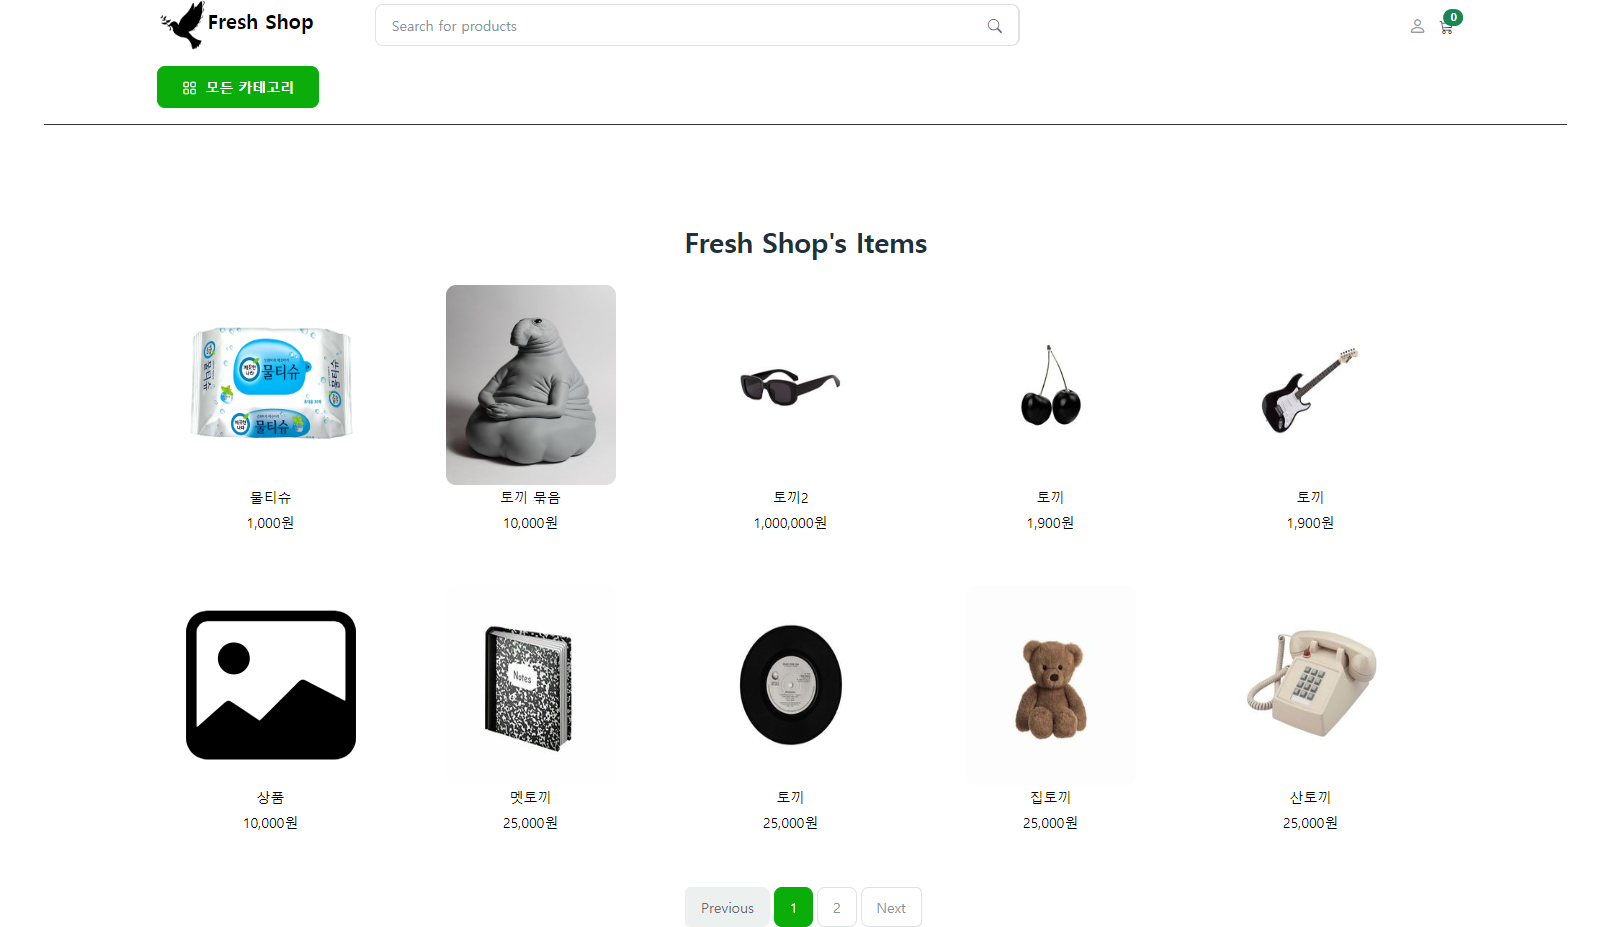 Fresh Shop
Search for products
0
모든 카테고리
Fresh Shop's Items
물티슈
물티슈
물티슈
1,000원
토끼 묶음
10,000원
토끼2
1,000,000원
토끼
1,900원
토끼
1,900원
Notes
상품
10,000원
멧토끼
25,000원
토끼
25,000원
집토끼
25,000원
산토끼
25,000원
Previous
1
2
Next